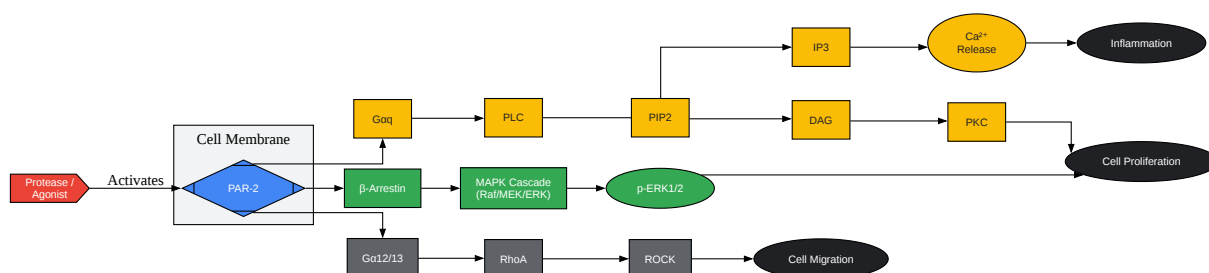 IP3
Ca²⁺
Release
Inflammation
Gαq
PLC
PIP2
DAG
PKC
Cell Membrane
Cell Proliferation
Protease /
Agonist
Activates
PAR-2
β-Arrestin
MAPK Cascade
(Raf/MEK/ERK)
p-ERK1/2
Gα12/13
RhoA
ROCK
Cell Migration